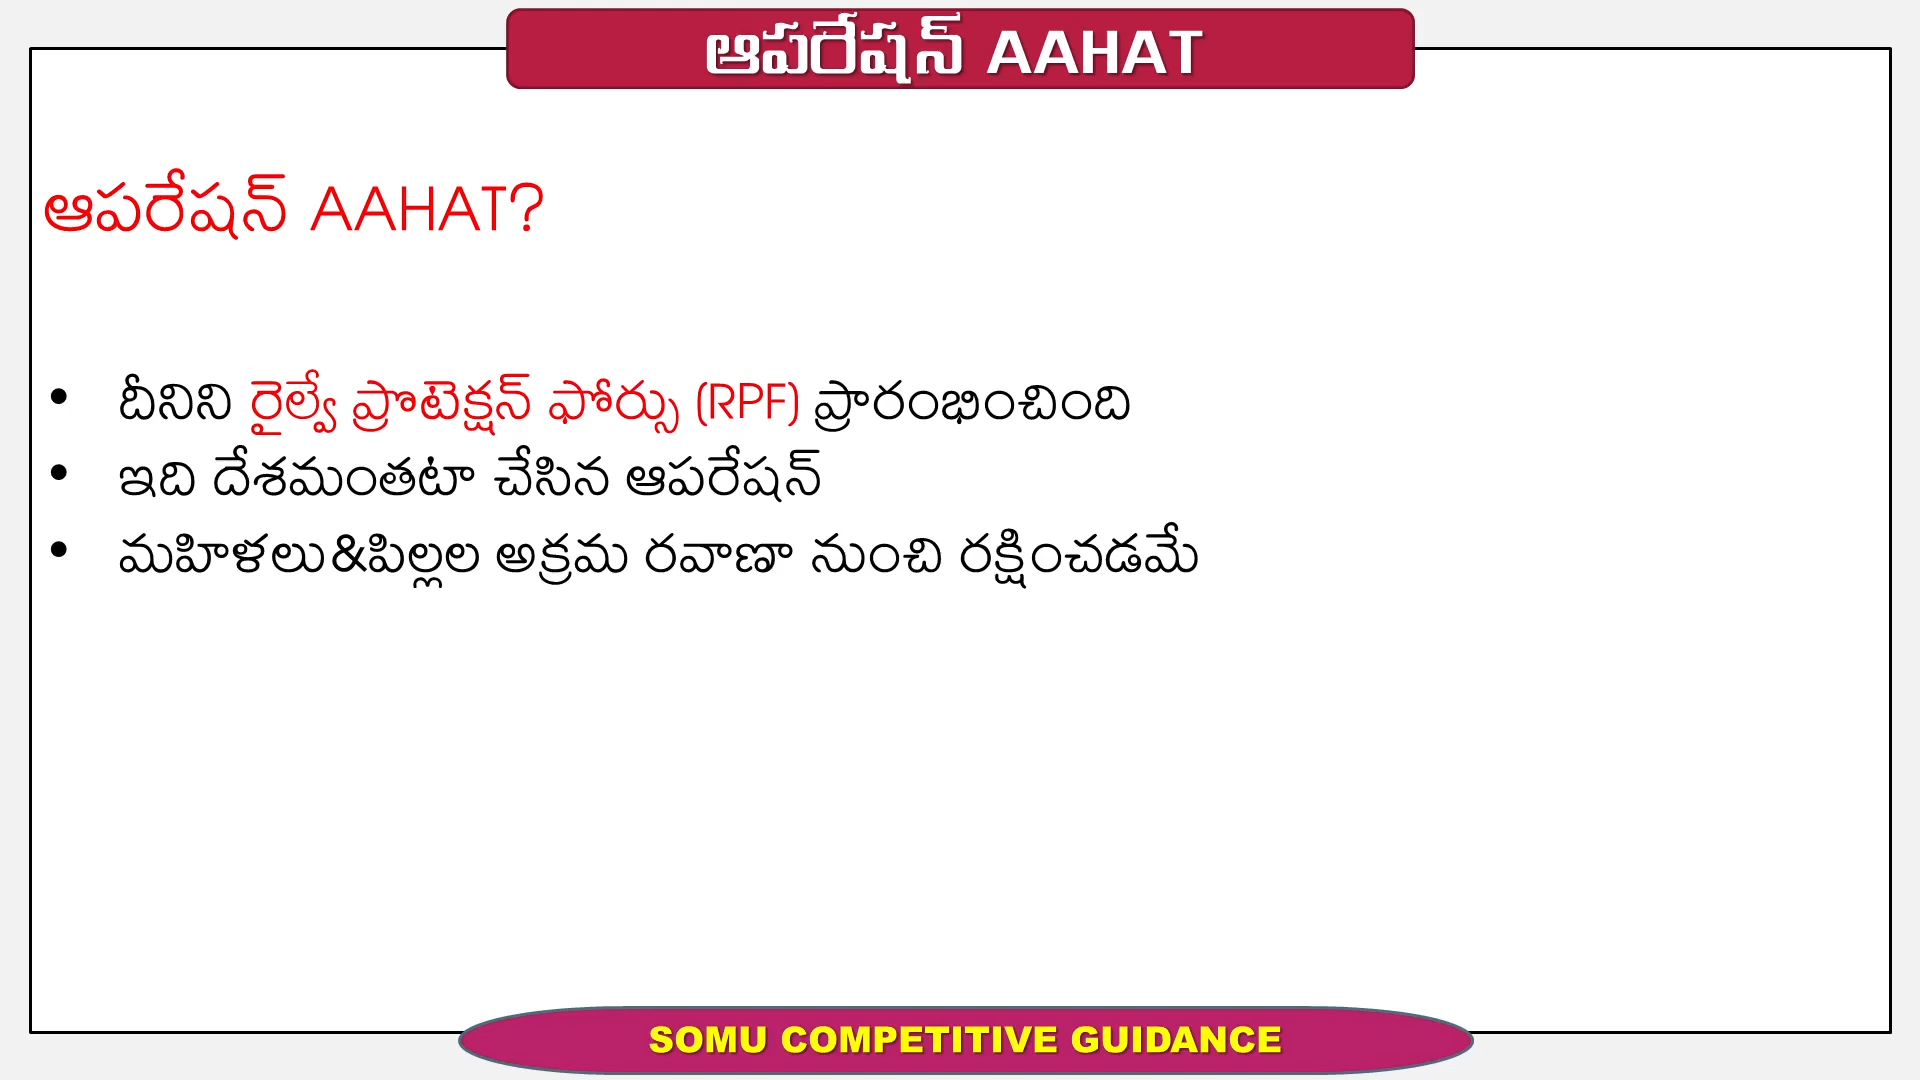 ఆపరేషన్ AAHAT
ఆపరేషన్ AAHAT?
• దీనిని రైల్వే ప్రొటెక్షన్ ఫోర్సు (RPF) ప్రారంభించింది
• ఇది దేశమంతటా చేసిన ఆపరేషన్
• మహిళలు&పిల్లల అక్రమ రవాణా నుంచి రక్షించడమే
SOMU COMPETITIVE GUIDANCE